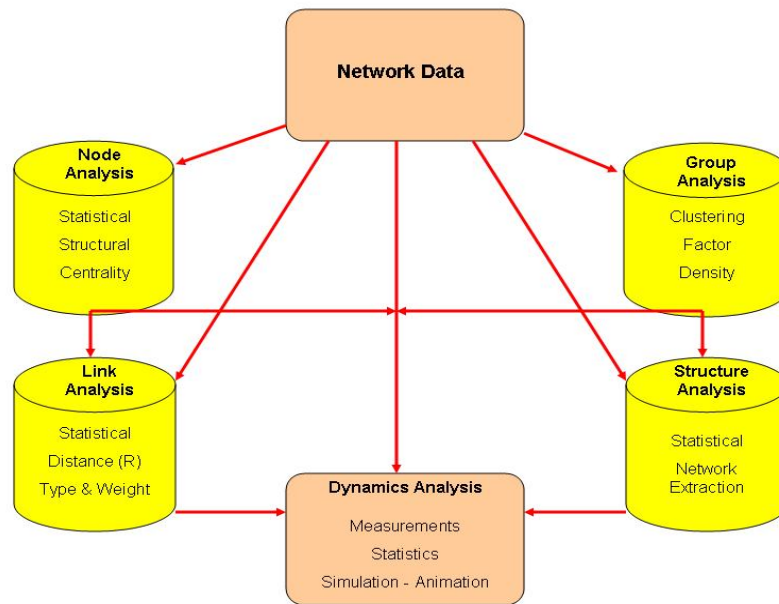 Network Data
Node
Analysis
Statistical
Structural
Centrality
Group
Analysis
Clustering
Factor
Density
Link
Analysis
Statistical
Distance (R)
Type & Weight
Structure
Analysis
Statistical
Network
Extraction
Dynamics Analysis
Measurements
Statistics
Simulation - Animation